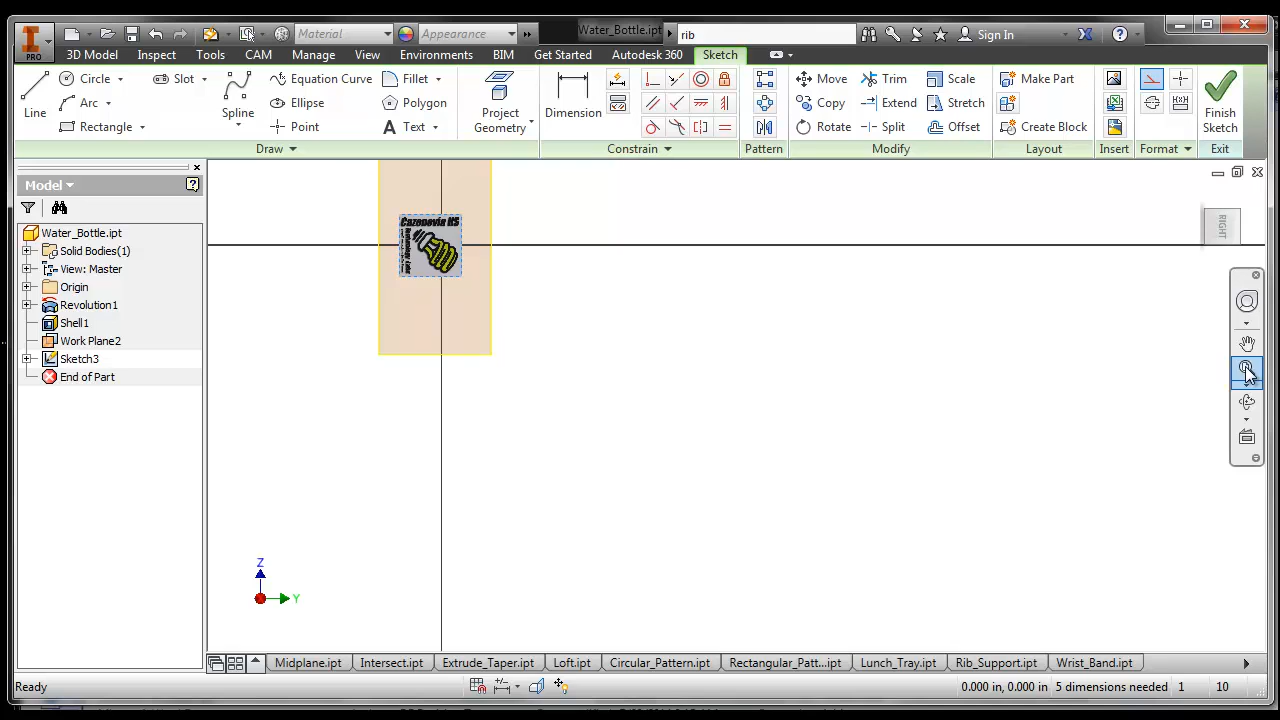 PRO
Material
Appearance
Water_Bottle.ipt
rib
Sign In
3D Model
Inspect
Tools
CAM
Manage
View
Environments
BIM
Get Started
Autodesk 360
Sketch
Line
Circle
Arc
Rectangle
Slot
Spline
Equation Curve
Ellipse
Point
Fillet
Polygon
Text
Project Geometry
Dimension
Move
Copy
Rotate
Trim
Extend
Split
Scale
Stretch
Offset
Make Part
Create Block
Finish Sketch
Draw
Constrain
Pattern
Modify
Layout
Insert
Format
Exit
Model
Water_Bottle.ipt
Solid Bodies(1)
View: Master
Origin
Revolution1
Shell1
Work Plane2
Sketch3
End of Part
Cazenovia HS
RIGHT
Z
Y
Midplane.ipt
Intersect.ipt
Extrude_Taper.ipt
Loft.ipt
Circular_Pattern.ipt
Rectangular_Patt...ipt
Lunch_Tray.ipt
Rib_Support.ipt
Wrist_Band.ipt
Ready
0.000 in, 0.000 in
5 dimensions needed
1
10